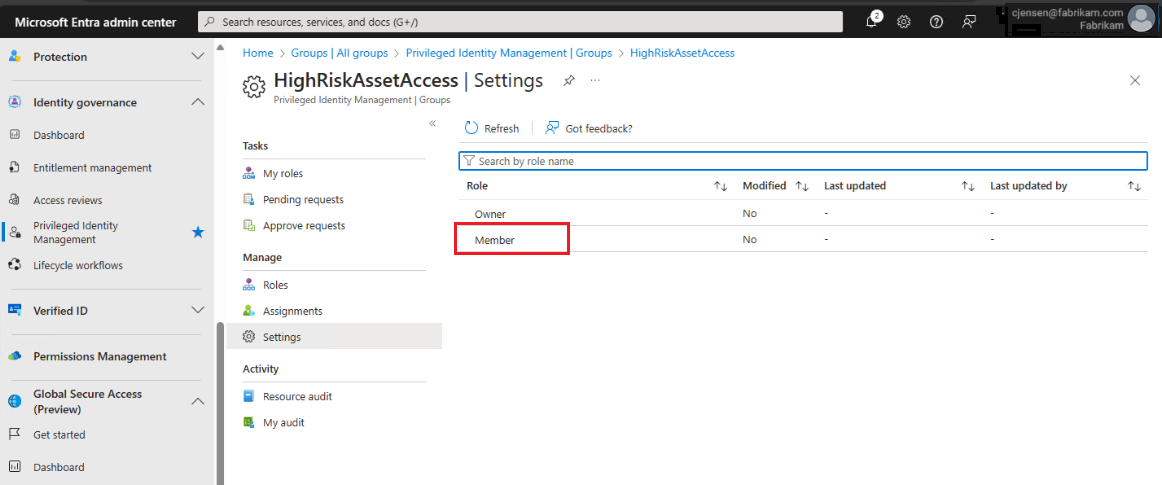 Microsoft Entra admin center
Search resources, services, and docs (G+/)
2
cjensen@fabrikam.com
Fabrikam
Protection
Identity governance
Dashboard
Entitlement management
Access reviews
Privileged Identity
Management
Lifecycle workflows
Verified ID
Permissions Management
Global Secure Access
(Preview)
Get started
Dashboard
Home > Groups | All groups > Privileged Identity Management | Groups > HighRiskAssetAccess
HighRiskAssetAccess | Settings
Privileged Identity Management | Groups
Tasks
My roles
Pending requests
Approve requests
Manage
Roles
Assignments
Settings
Activity
Resource audit
My audit
Refresh
Got feedback?
Search by role name
Role Modified Last updated Last updated by
Owner No - -
Member No - -